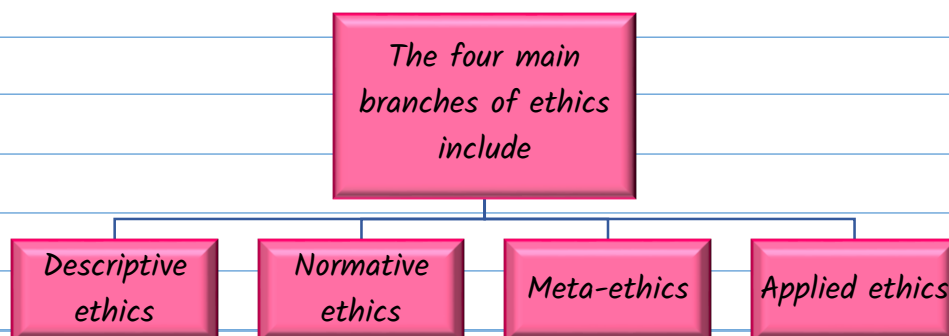 The four main
branches of ethics
include
Descriptive
ethics
Normative
ethics
Meta-ethics
Applied ethics